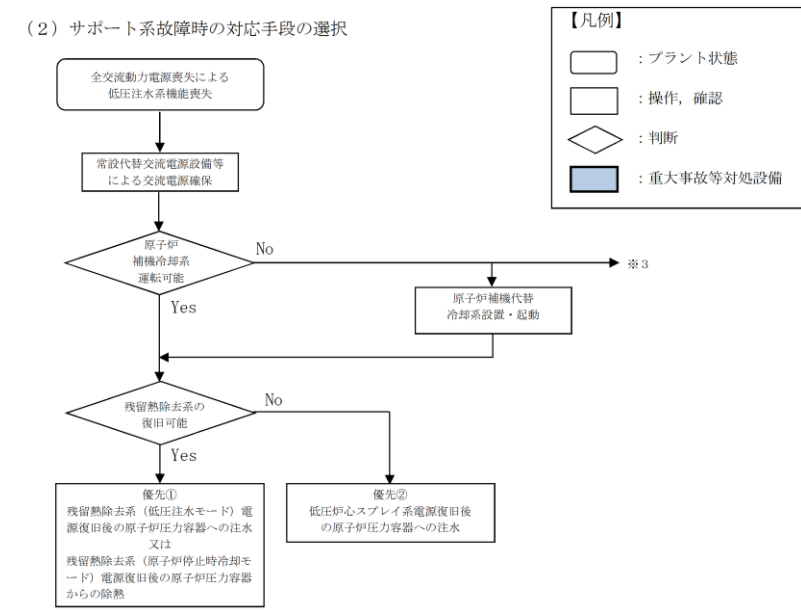 (2)サポート系故障時の対応手段の選択
【凡例】
:プラント状態
:操作,確認
:判断
:重大事故等対処設備
全交流動力電源喪失による
低圧注水系機能喪失
常設代替交流電源設備等
による交流電源確保
原子炉
補機冷却系
運転可能
No
※3
Yes
原子炉補機代替
冷却系設置・起動
残留熱除去系の
復旧可能
No
Yes
優先①
残留熱除去系(低圧注水モード)電
源復旧後の原子炉圧力容器への注水
又は
残留熱除去系(原子炉停止時冷却モ
ード)電源復旧後の原子炉圧力容器
からの除熱
優先②
低圧炉心スプレイ系電源復旧後
の原子炉圧力容器への注水